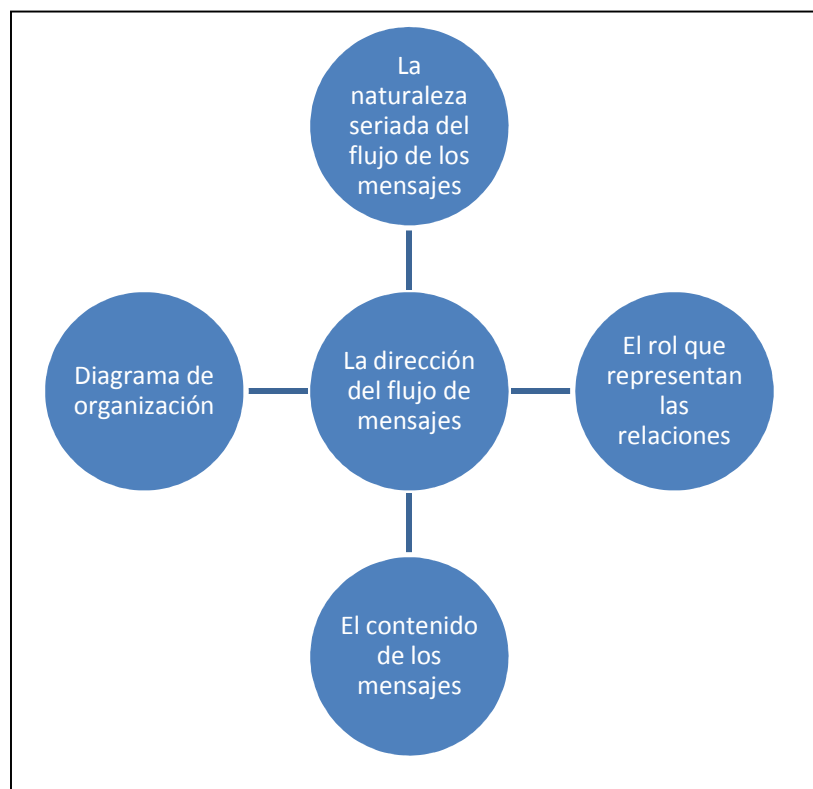 La
naturaleza
seriada del
flujo de los
mensajes
Diagrama de
organización
La dirección
del flujo de
mensajes
El rol que
representan
las
relaciones
El contenido
de los
mensajes